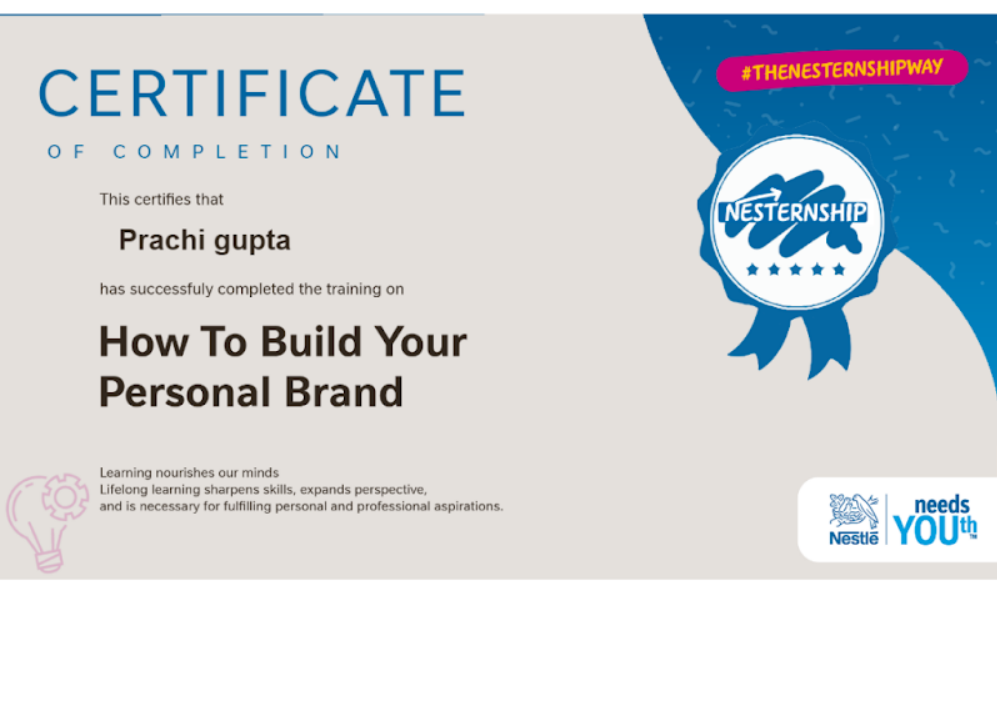 CERTIFICATE
OF COMPLETION
This certifies that
Prachi gupta
has successfuly completed the training on
How To Build Your
Personal Brand
Learning nourishes our minds
Lifelong learning sharpens skills, expands perspective,
and is necessary for fulfilling personal and professional aspirations.
#THENESTERNSHIPWAY
NESTERNSHIP
Nestlé
needs
YOUth
TM